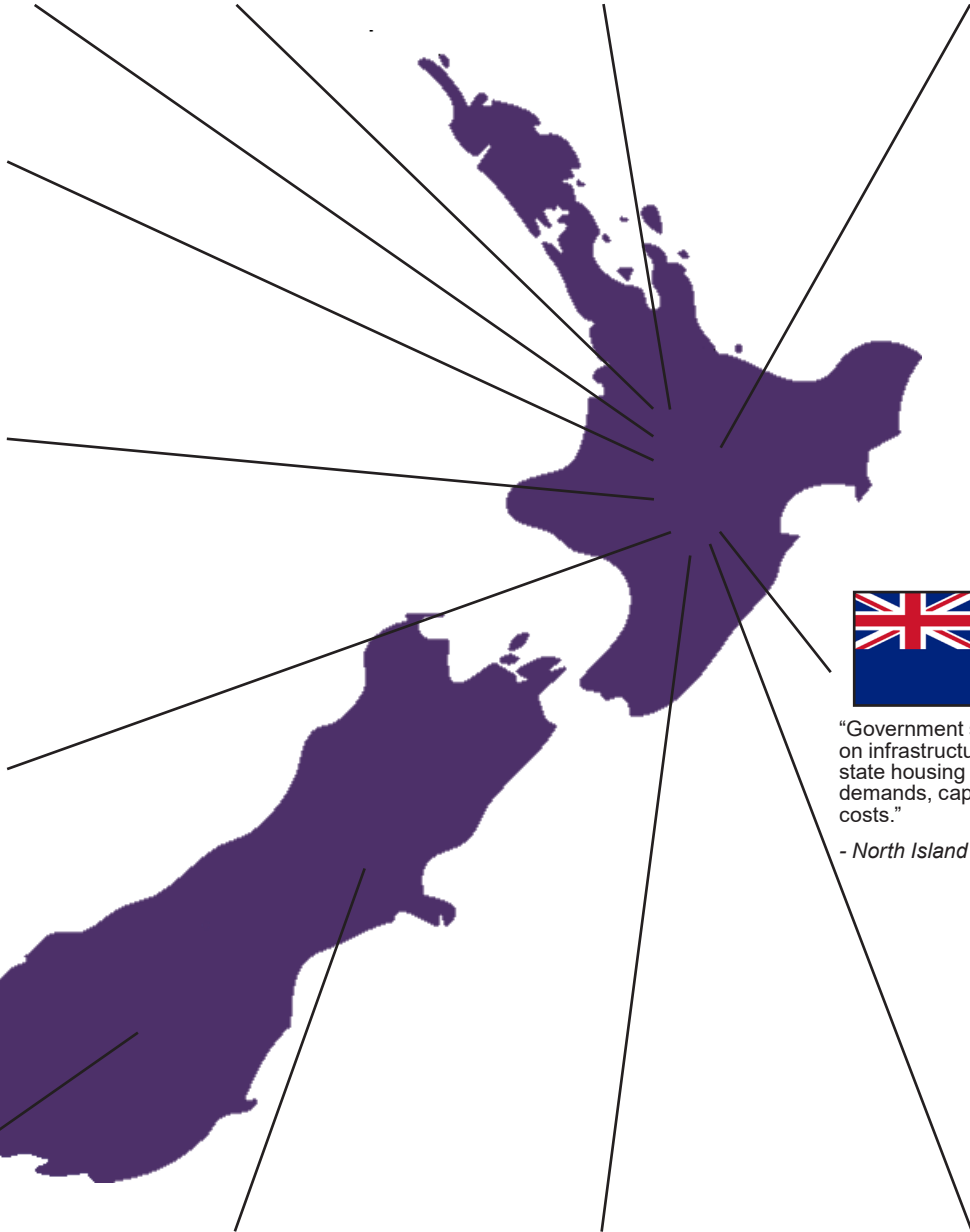 “Government
on infrastructu
state housing
demands, cap
costs.”
- North Island